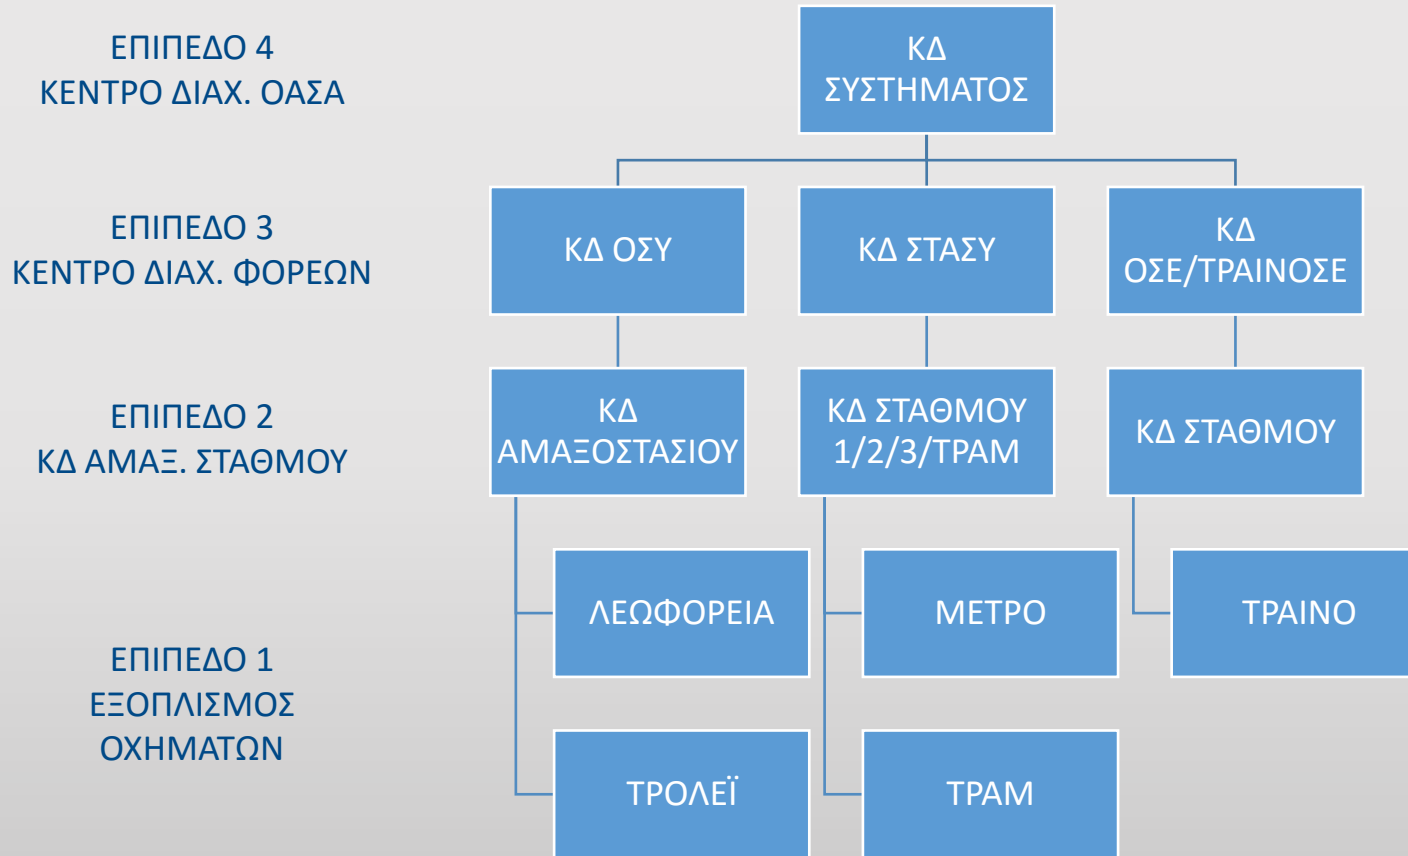 ΕΠΙΠΕΔΟ 4
ΚΕΝΤΡΟ ΔΙΑΧ. ΟΑΣΑ
ΚΔ
ΣΥΣΤΗΜΑΤΟΣ
ΕΠΙΠΕΔΟ 3
ΚΕΝΤΡΟ ΔΙΑΧ. ΦΟΡΕΩΝ
ΚΔ ΟΣΥ
ΚΔ ΣΤΑΣΥ
ΚΔ
ΟΣΕ/ΤΡΑΙΝΟΣΕ
ΕΠΙΠΕΔΟ 2
ΚΔ ΑΜΑΞ. ΣΤΑΘΜΟΥ
ΚΔ
ΑΜΑΞΟΣΤΑΣΙΟΥ
ΚΔ ΣΤΑΘΜΟΥ
1/2/3/ΤΡΑΜ
ΚΔ ΣΤΑΘΜΟΥ
ΕΠΙΠΕΔΟ 1
ΕΞΟΠΛΙΣΜΟΣ
ΟΧΗΜΑΤΩΝ
ΛΕΩΦΟΡΕΙΑ
ΜΕΤΡΟ
ΤΡΑΙΝΟ
ΤΡΟΛΕΪ
ΤΡΑΜ